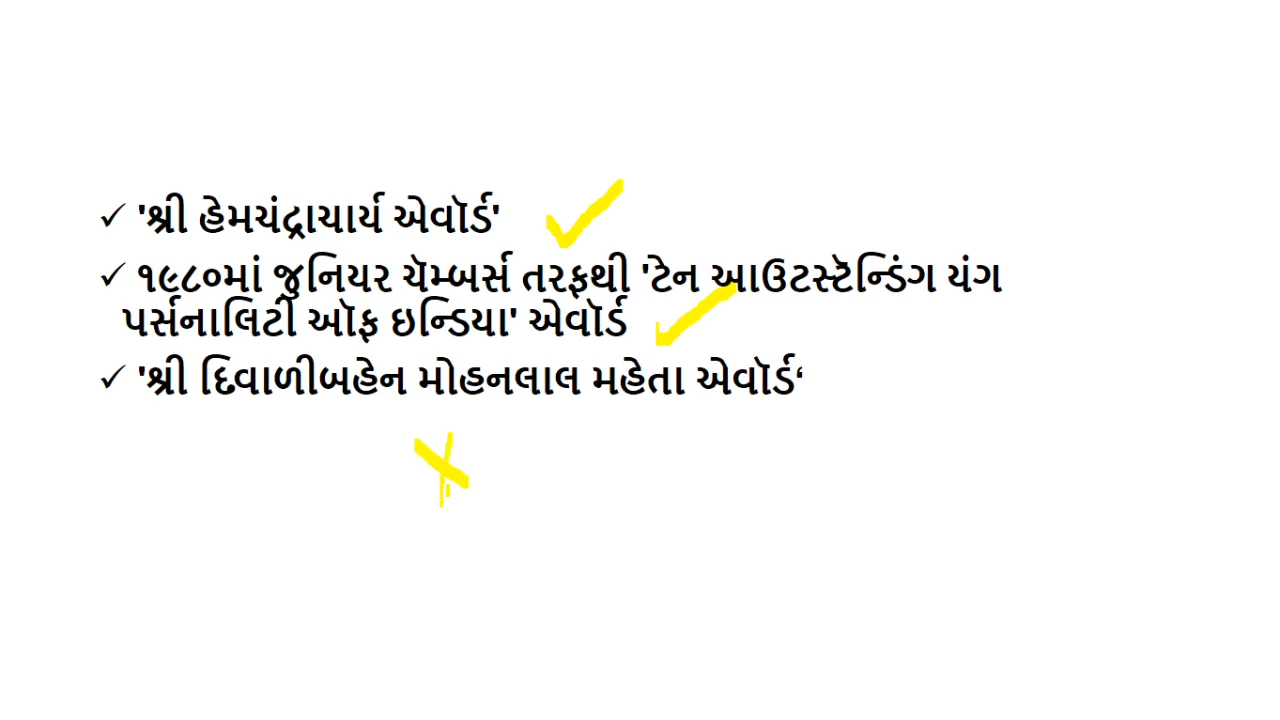 ✓ 'શ્રી હેમચંદ્રાચાર્ય એવૉર્ડ'
✓ ૧૯૮૦માં જુનિયર ચૅમ્બર્સ તરફથી 'ટેન આઉટસ્ટૅન્ડિંગ યંગ
પર્સનાલિટી ઑફ ઇન્ડિયા' એવૉર્ડ
✓ 'શ્રી દિવાળીબહેન મોહનલાલ મહેતા એવૉર્ડ‘